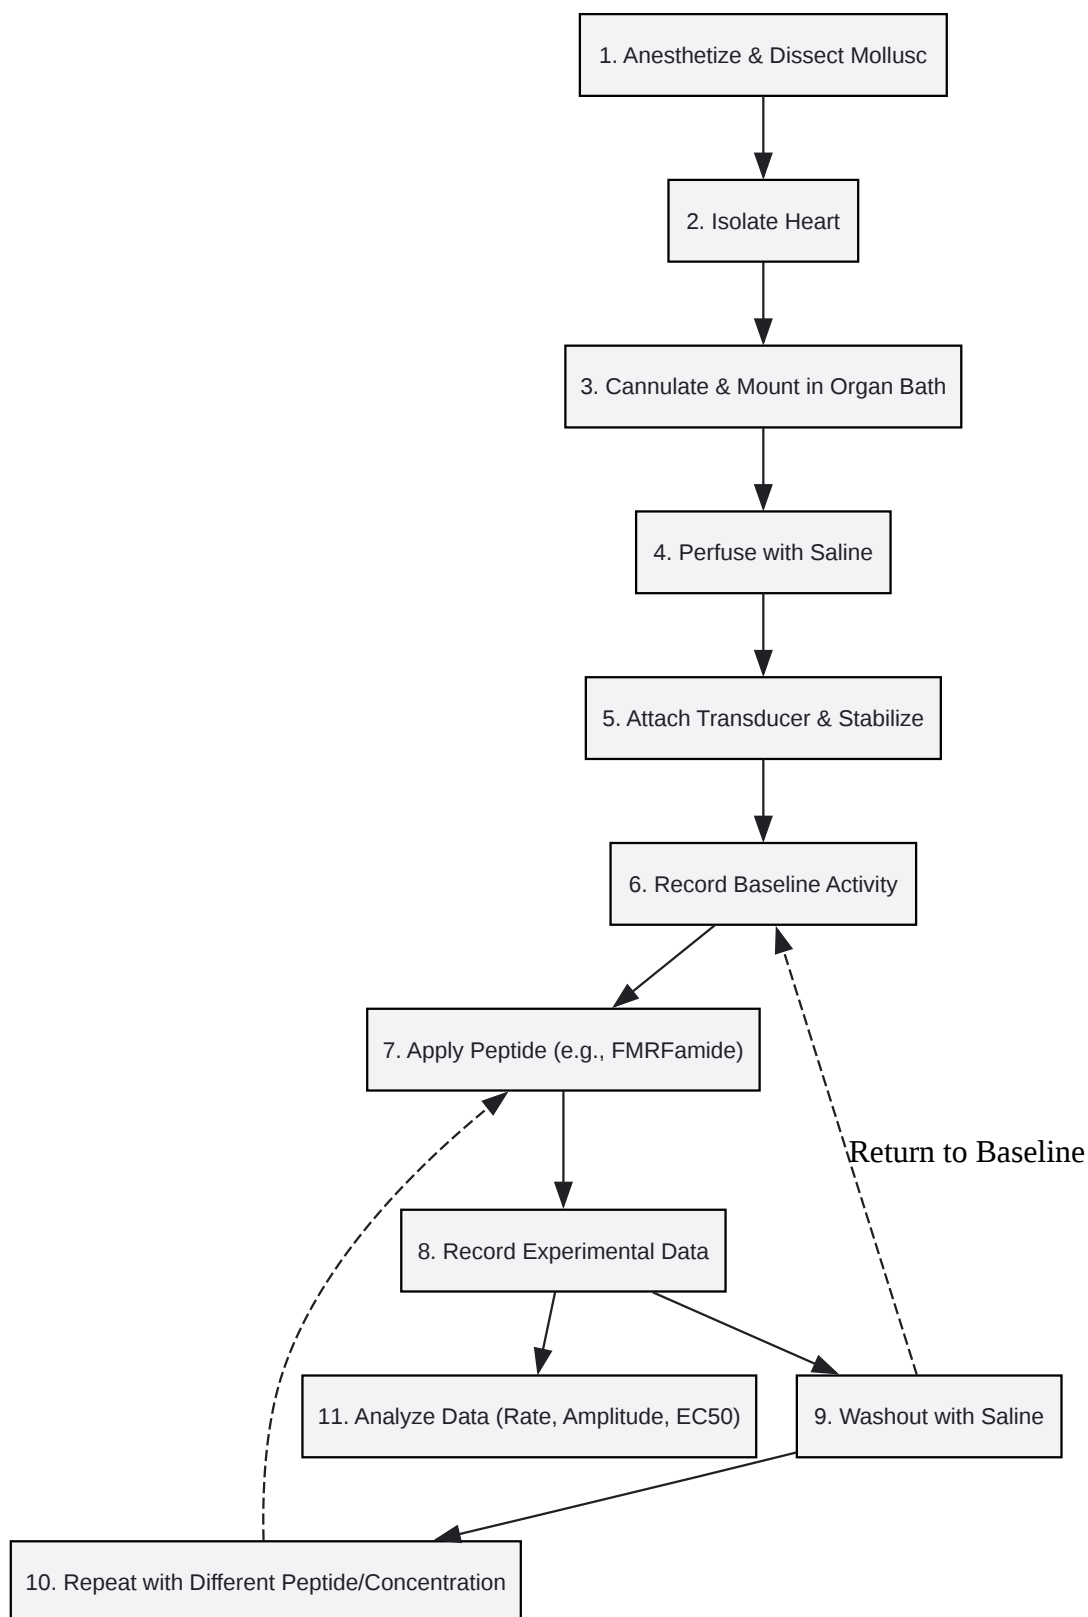 1. Anesthetize & Dissect Mollusc
2. Isolate Heart
3. Cannulate & Mount in Organ Bath
4. Perfuse with Saline
5. Attach Transducer & Stabilize
6. Record Baseline Activity
7. Apply Peptide (e.g., FMRFamide)
Return to Baseline
8. Record Experimental Data
11. Analyze Data (Rate, Amplitude, EC50)
9. Washout with Saline
10. Repeat with Different Peptide/Concentration